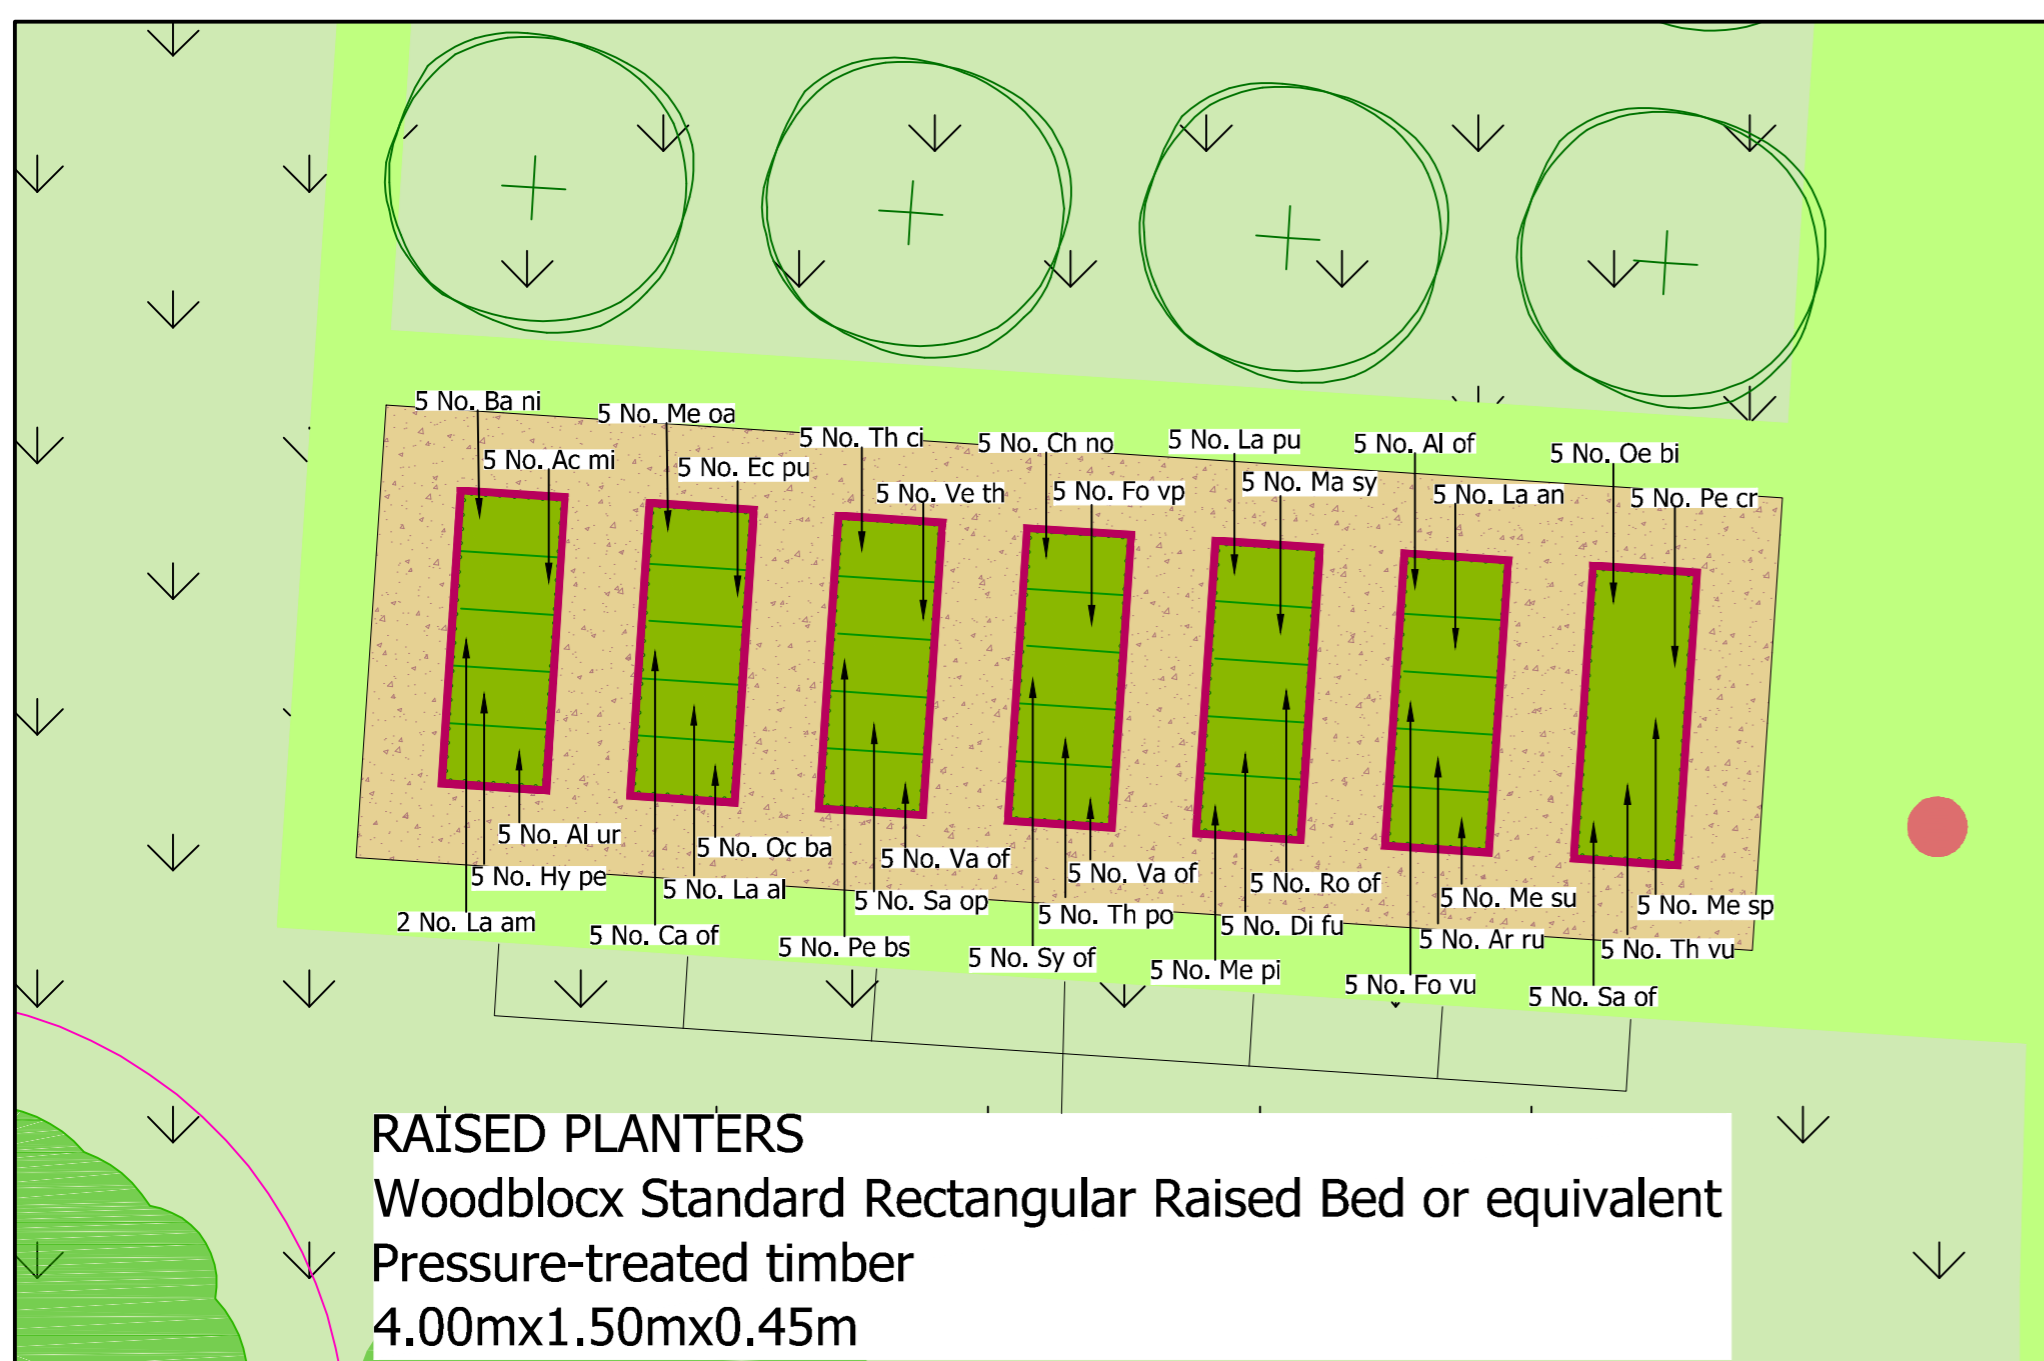 5 No. Ba ni
5 No. Me oa
5 No. Th ci
5 No. Ch no
5 No. La pu
5 No. Al of
5 No. Oe bi
5 No. Ac mi
5 No. Ec pu
5 No. Ve th
5 No. Fo vp
5 No. Ma sy
5 No. La an
5 No. Pe cr
5 No. Al ur
5 No. Oc ba
5 No. Va of
5 No. Va of
5 No. Ro of
5 No. Me su
5 No. Me sp
5 No. Hy pe
5 No. La al
5 No. Sa op
5 No. Th po
5 No. Di fu
5 No. Ar ru
5 No. Th vu
2 No. La am
5 No. Ca of
5 No. Pe bs
5 No. Sy of
5 No. Me pi
5 No. Fo vu
5 No. Sa of
RAISED PLANTERS
Woodblocx Standard Rectangular Raised Bed or equivalent
Pressure-treated timber
4.00mx1.50mx0.45m